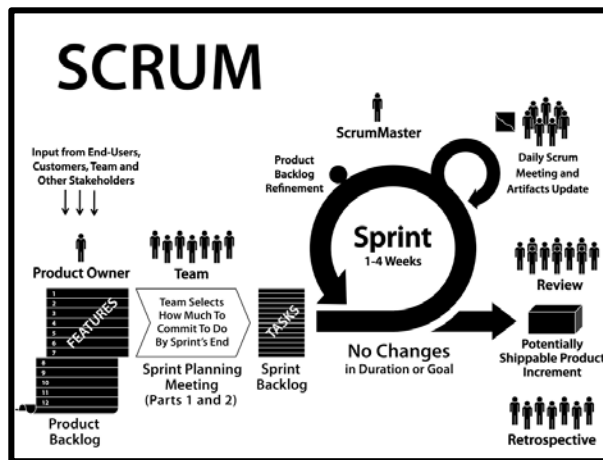 SCRUM
Input from End-Users,
Customers, Team and
Other Stakeholders
Product Owner
Team
1
2
3
4
5
6
7
8
9
10
11
12
FEATURES
Product
Backlog
Team Selects
How Much To
Commit To Do
By Sprint's End
Sprint Planning
Meeting
(Parts 1 and 2)
TASKS
Sprint
Backlog
ScrumMaster
Product
Backlog
Refinement
Sprint
1-4 Weeks
No Changes
in Duration or Goal
Daily Scrum
Meeting and
Artifacts Update
Review
Potentially
Shippable Product
Increment
Retrospective